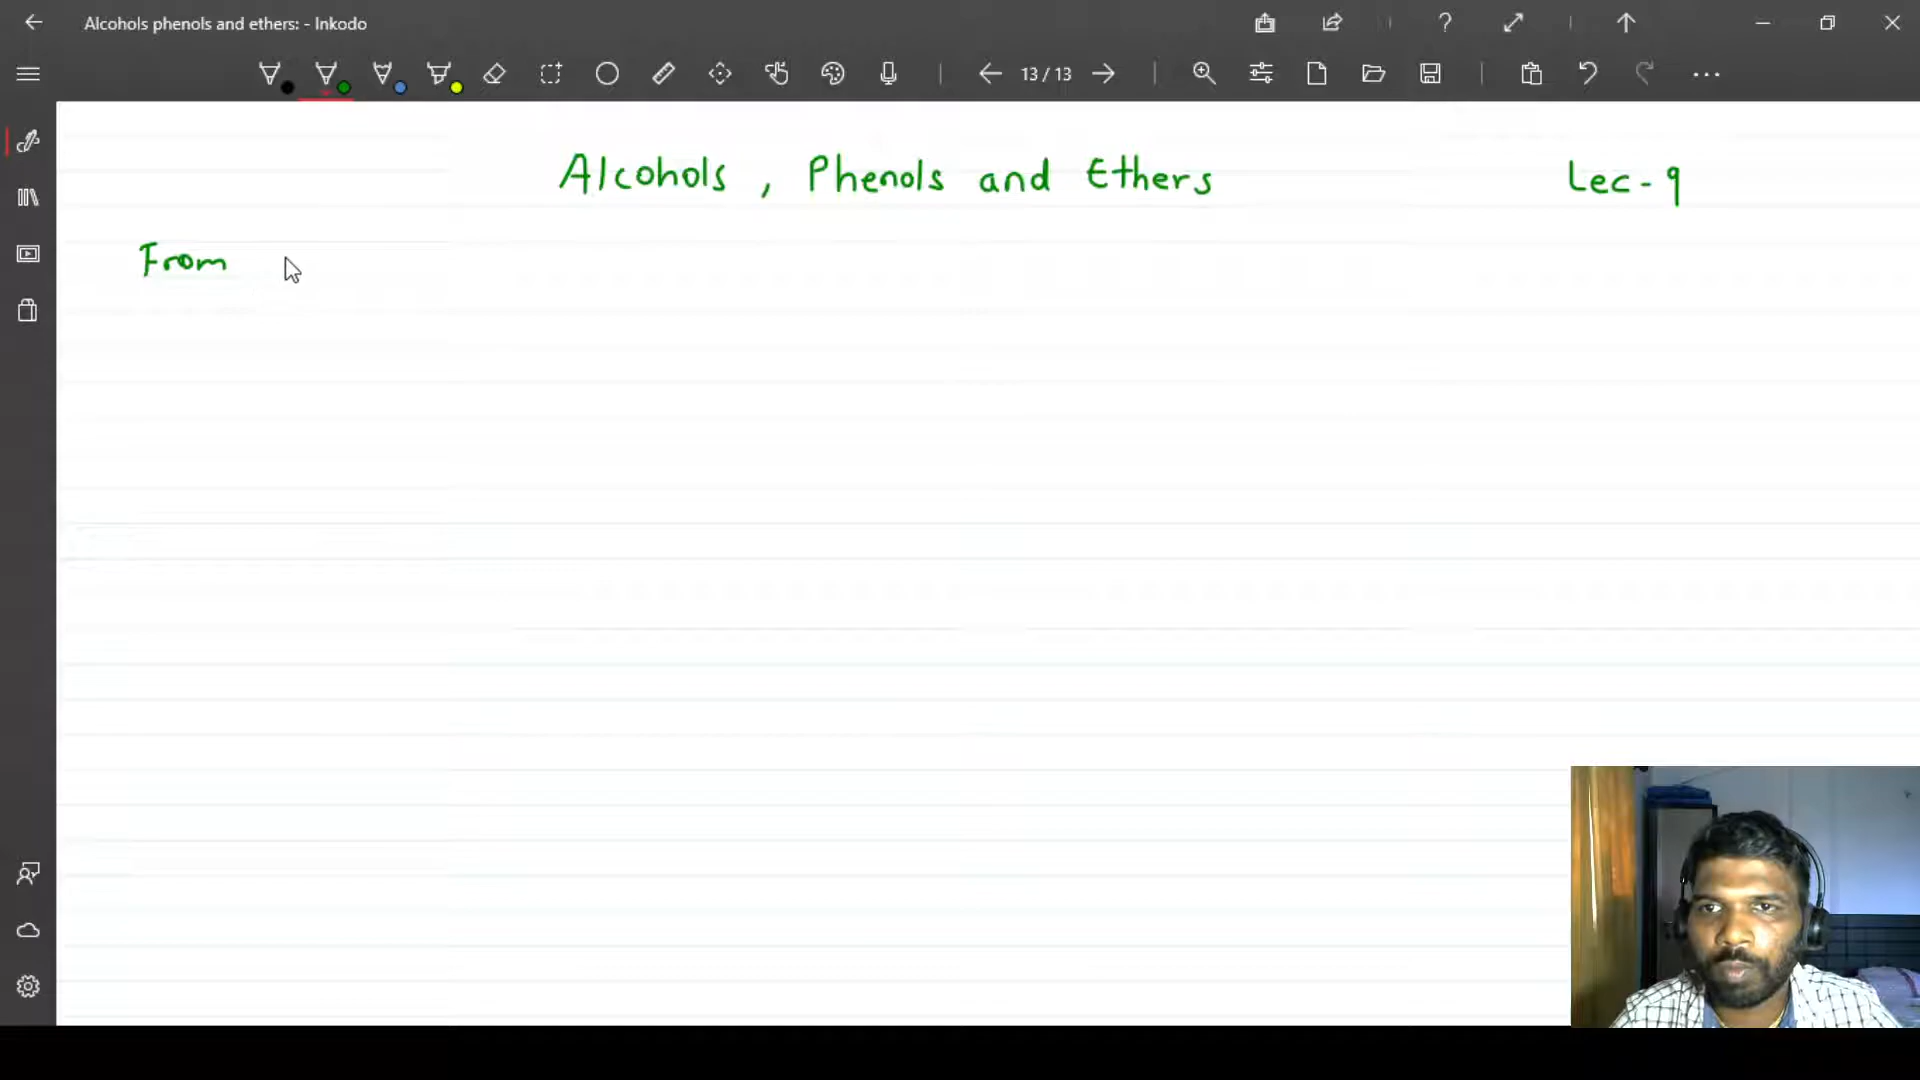 Alcohols phenols and ethers: - Inkodo
13 / 13
Alcohols , Phenols and Ethers Lec - 9
From